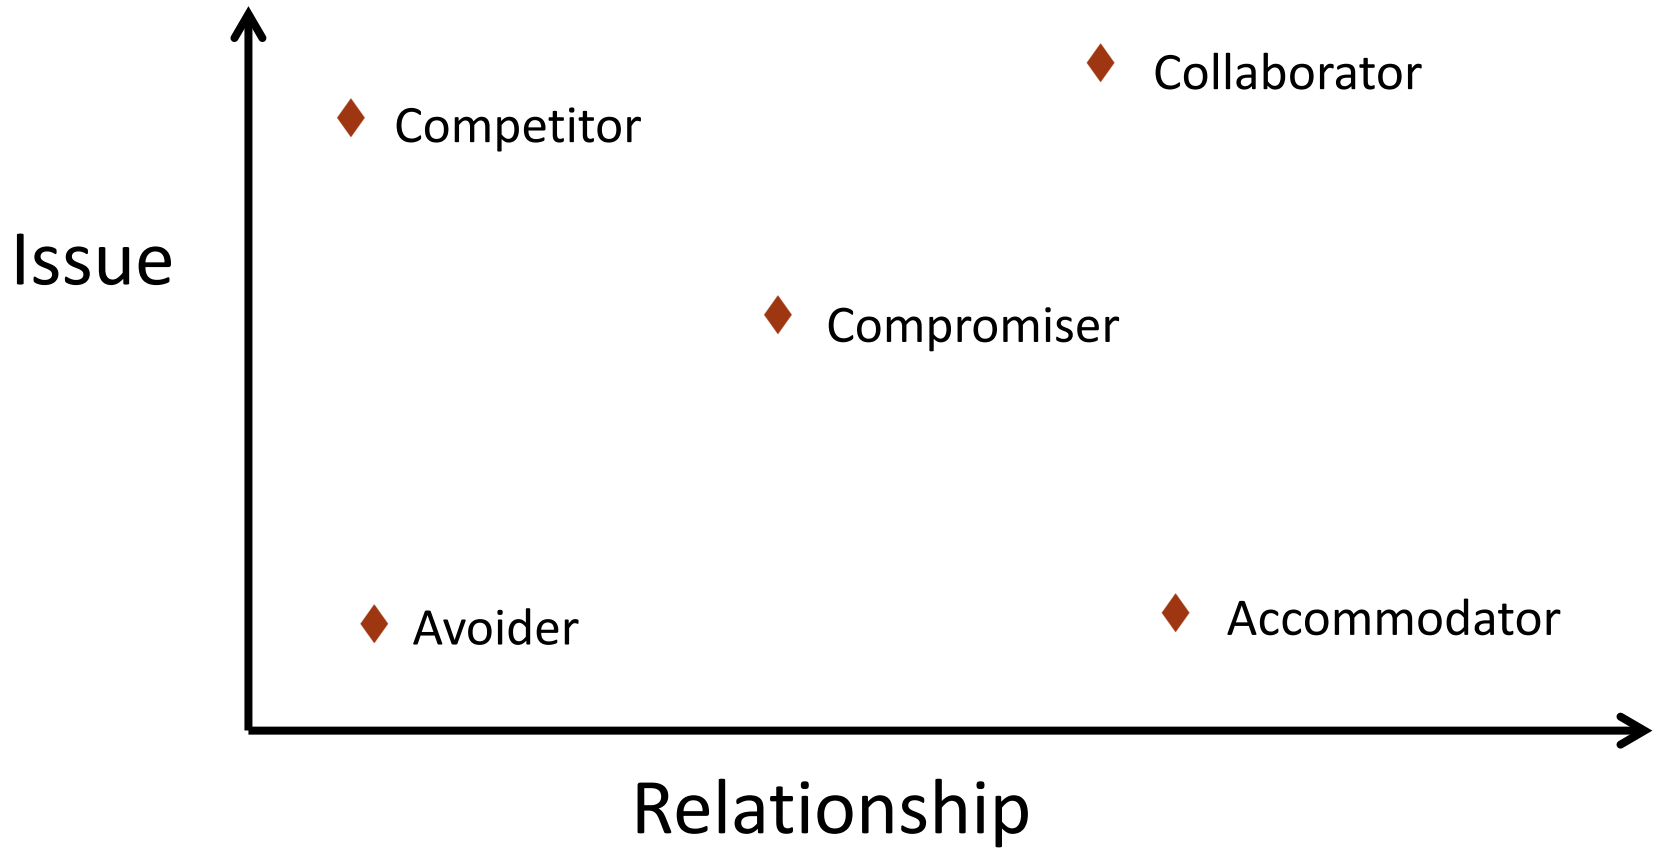 Collaborator
Competitor
Issue
Compromiser
Avoider
Accommodator
Relationship